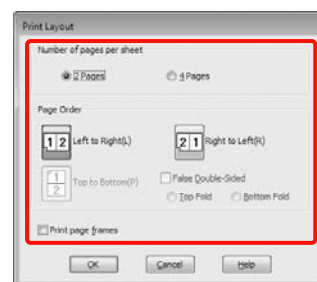 Print Layout
Number of pages per sheet
2 Pages
4 Pages
Page Order
1 2 Left to Right(L)
2 1 Right to Left(R)
1
2
Top to Bottom(P)
False Double-Sided
Top Fold
Bottom Fold
Print page frames
OK
Cancel
Help